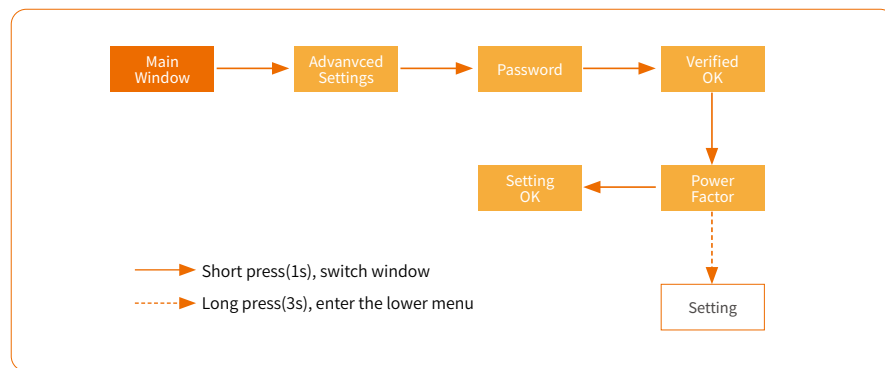 Main
Window
Advanvced
Settings
Password
Verified
OK
Setting
OK
Power
Factor
Short press(1s), switch window
Long press(3s), enter the lower menu
Setting